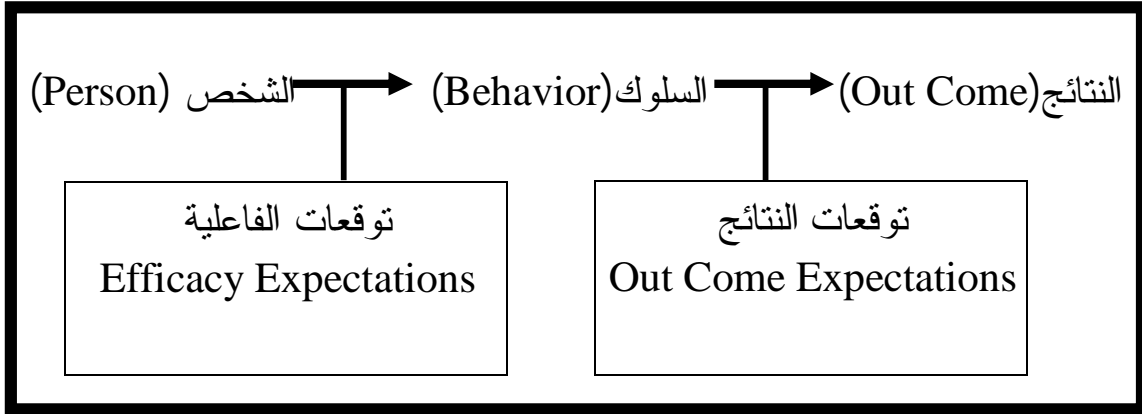 الشخص (Person)
السلوك(Behavior)
النتائج(Out Come)
توقعات الفاعلية
Efficacy Expectations
توقعات النتائج
Out Come Expectations